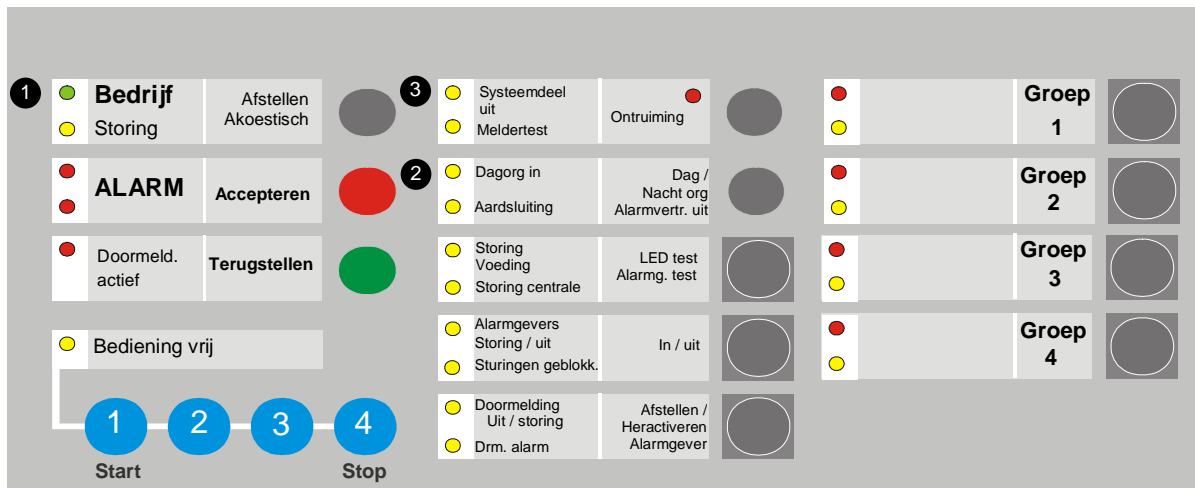 1
Bedrijf
Storing
Afstellen
Akoestisch
ALARM
Accepteren
Doormeld.
actief
Terugstellen
Bediening vrij
1 2 3 4
Start Stop
3
Systeemdeel
uit
Meldertest
Ontruiming
2
Dagorg in
Aardsluiting
Dag /
Nacht org
Alarmvertr. uit
Storing
Voeding
Storing centrale
LED test
Alarmg. test
Alarmgevers
Storing / uit
Sturingen geblokk.
In / uit
Doormelding
Uit / storing
Drm. alarm
Afstellen /
Heractiveren
Alarmgever
Groep
1
Groep
2
Groep
3
Groep
4